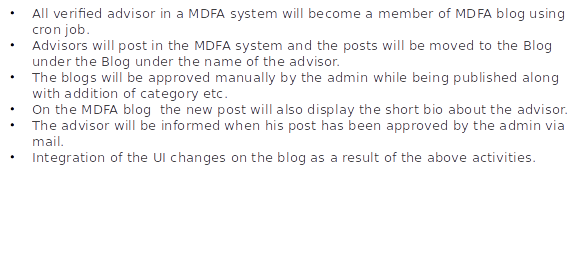 • All verified advisor in a MDFA system will become a member of MDFA blog using
cron job.
• Advisors will post in the MDFA system and the posts will be moved to the Blog
under the Blog under the name of the advisor.
• The blogs will be approved manually by the admin while being published along
with addition of category etc.
• On the MDFA blog  the new post will also display the short bio about the advisor.
• The advisor will be informed when his post has been approved by the admin via
mail.
• Integration of the UI changes on the blog as a result of the above activities.